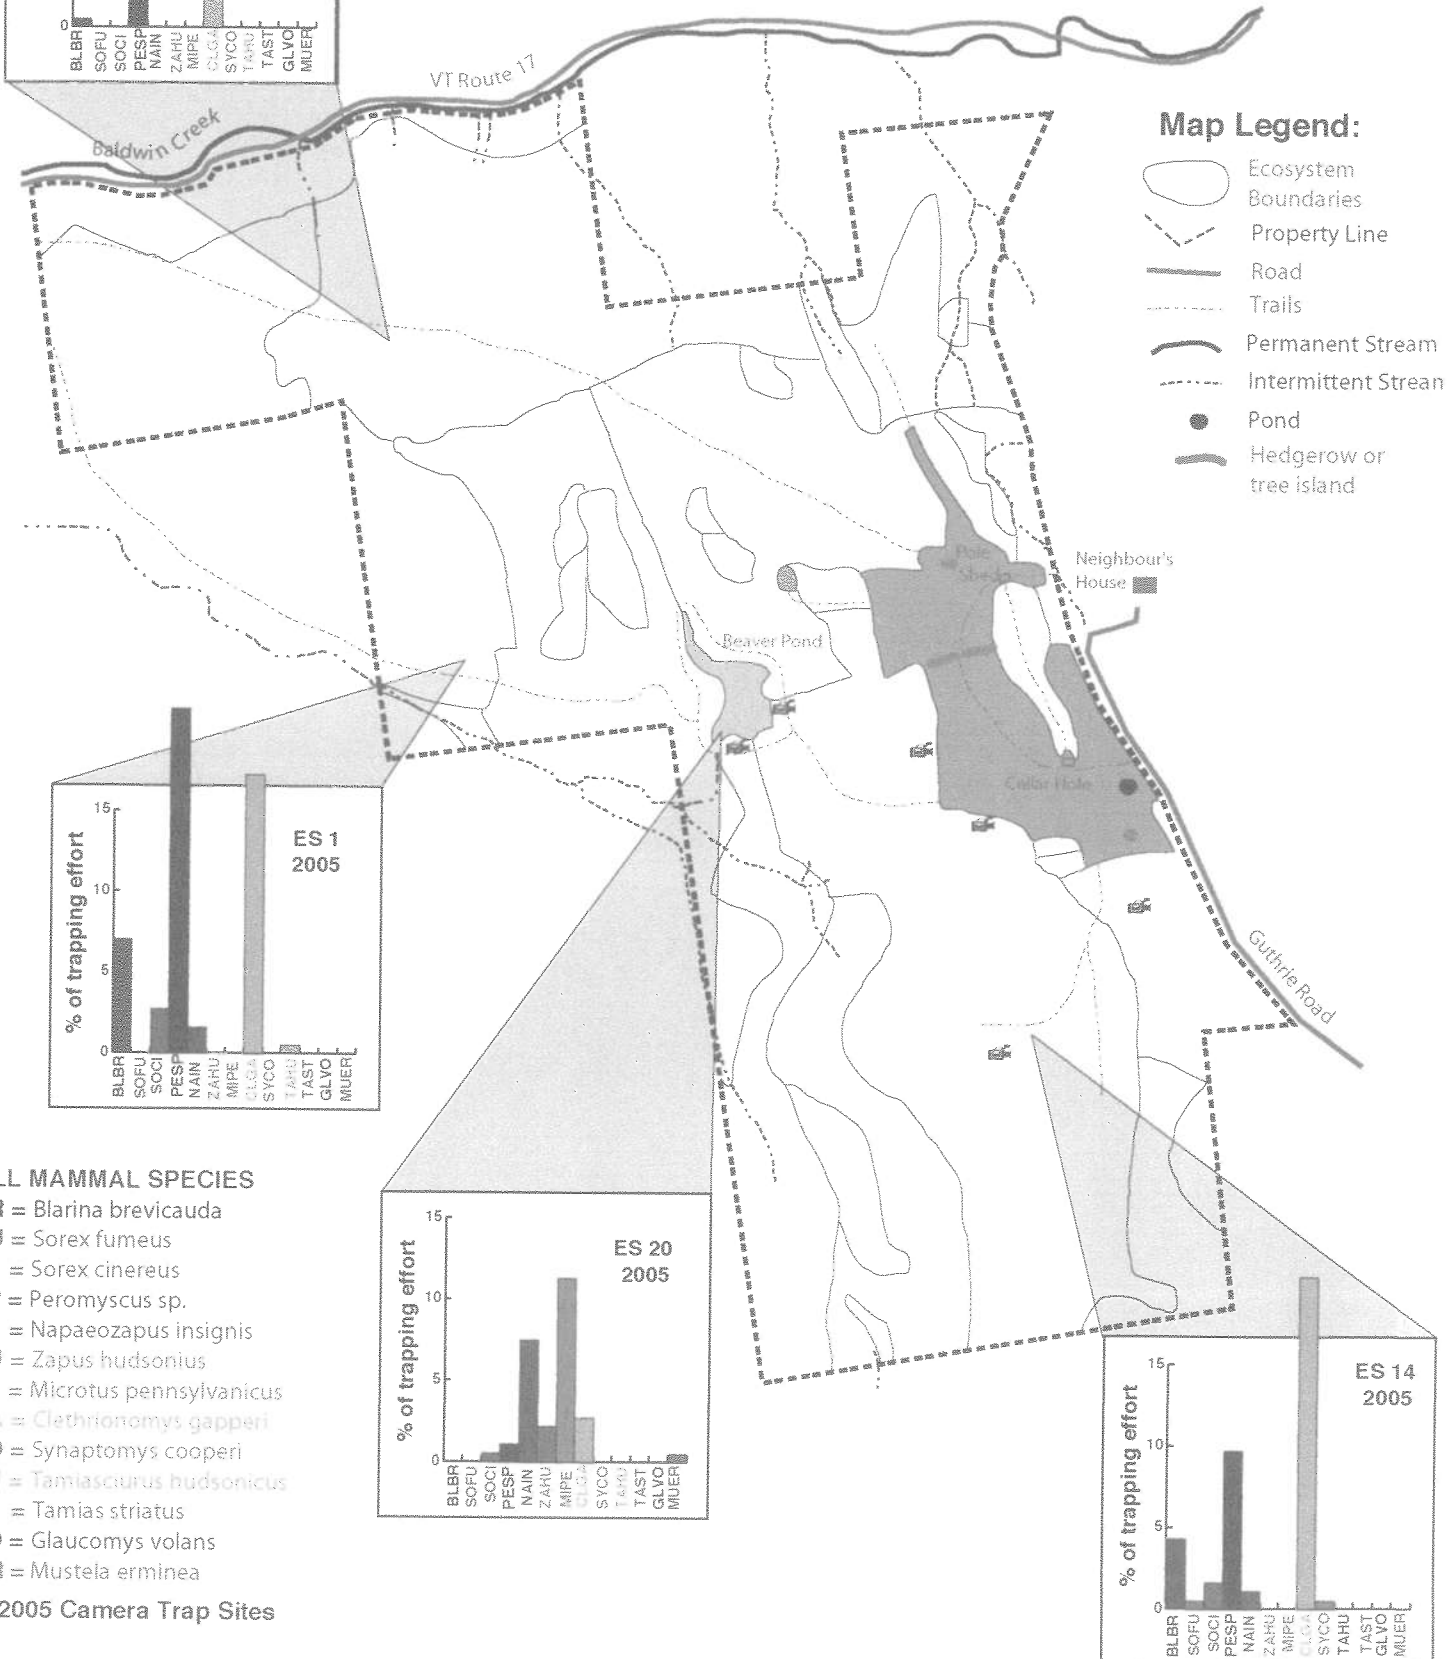 0
BLBR
SOFU
SOCI
PESP
NAIN
ZAHU
MIPE
CLGA
SYCO
TAHU
TAST
GLVO
MUER
VT Route 17
Baldwin Creek
Map Legend:
Ecosystem
Boundaries
Property Line
Road
Trails
Permanent Stream
Intermittent Strean
Pond
Hedgerow or
tree island
Pole
Sheds
Neighbour's
House
Beaver Pond
Cellar Hole
Guthrie Road
ES 1
2005
% of trapping effort
15
10
5
0
BLBR
SOFU
SOCI
PESP
NAIN
ZAHU
MIPE
CLGA
SYCO
TAHU
TAST
GLVO
MUER
LL MAMMAL SPECIES
R = Blarina brevicauda
U = Sorex fumeus
= Sorex cinereus
= Peromyscus sp.
= Napaeozapus insignis
= Zapus hudsonius
= Microtus pennsylvanicus
A = Clethrionomys gapperi
O = Synaptomys cooperi
= Tamiasciurus hudsonicus
= Tamias striatus
O = Glaucomys volans
R = Mustela erminea
2005 Camera Trap Sites
ES 20
2005
% of trapping effort
15
10
5
0
BLBR
SOFU
SOCI
PESP
NAIN
ZAHU
MIPE
CLGA
SYCO
TAHU
TAST
GLVO
MUER
ES 14
2005
% of trapping effort
15
10
5
0
BLBR
SOFU
SOCI
PESP
NAIN
ZAHU
MIPE
CLGA
SYCO
TAHU
TAST
GLVO
MUER